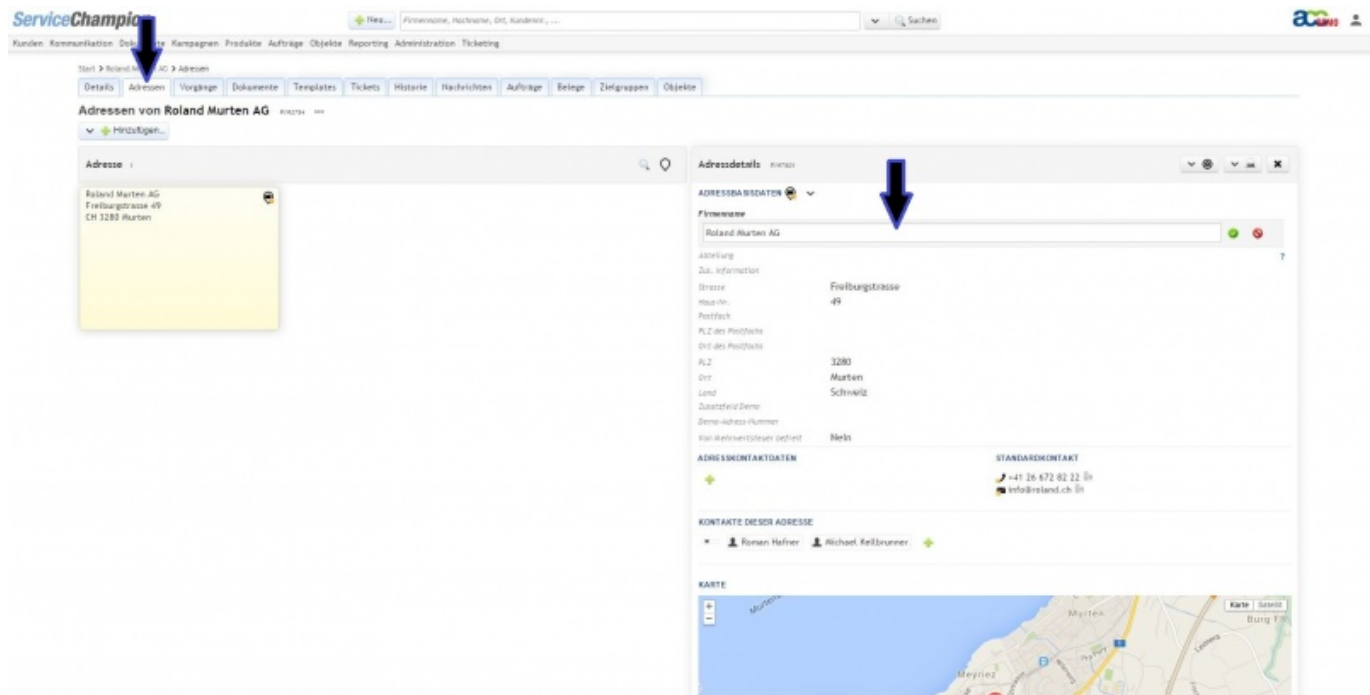 ServiceChampion
Neu...
Firmenname, Nachname, Ort, Kundennr., ...
Suchen
Kunden Kommunikation Kampagnen Produkte Aufträge Objekte Reporting Administration Ticketing
Start > Roland AG > Adressen
Details Adressen Vorgänge Dokumente Templates Tickets Historie Nachrichten Aufträge Belege Zielgruppen Objekte
Adressen von Roland Murten AG
Hinzufügen...
Adresse
Roland Murten AG
Freiburgstrasse 49
CH 3280 Murten
Adressdetails
ADRESSBASISDATEN
Firmenname
Roland Murten AG
Abteilung
?
Zus. Information
Strasse Freiburgstrasse
Haus-Nr. 49
Postfach
PLZ des Postfachs
Ort des Postfachs
PLZ 3280
Ort Murten
Land Schweiz
Zusatzfeld Demo
Demo-Adress-Nummer
Von Mehrwertsteuer befreit Nein
ADRESSKONTAKTDATEN
STANDARDKONTAKT
+41 26 672 82 22
info@roland.ch
KONTAKTE DIESER ADRESSE
Roman Hafner Michael Kellbrunner
KARTE
+
-
Murten
Karte Satellit
Meyriez